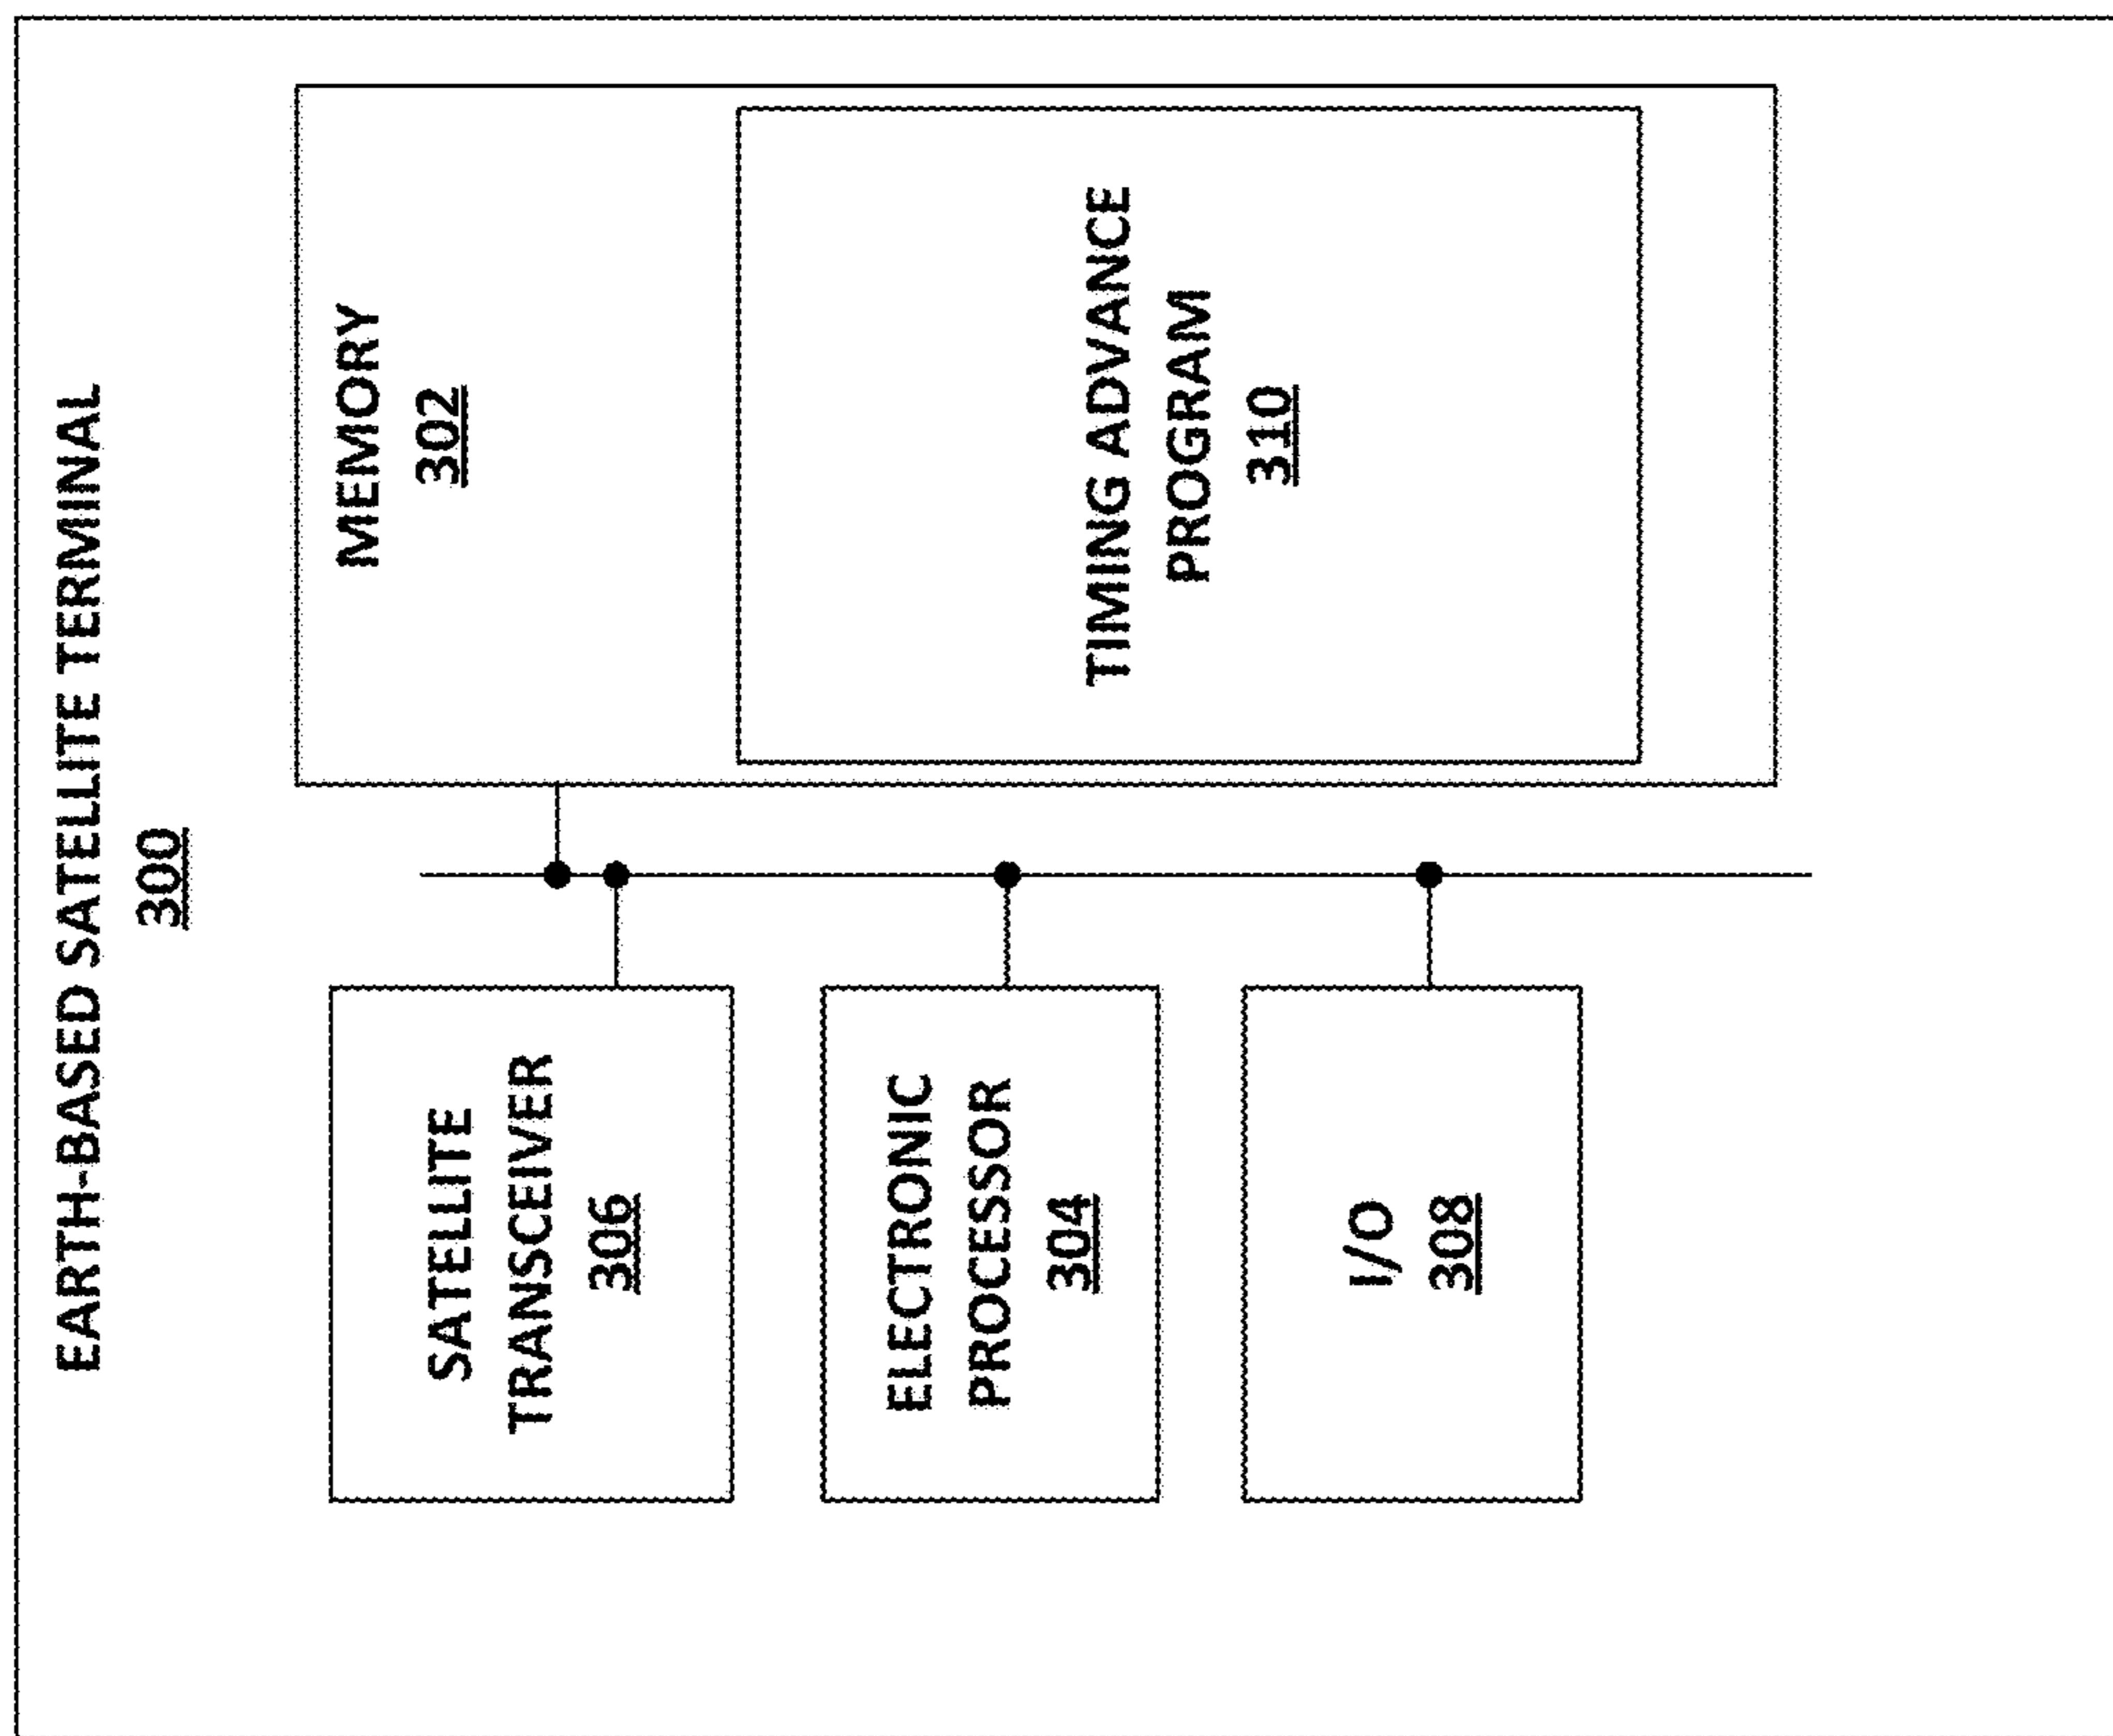 EARTH-BASED SATELLITE TERMINAL
300
SATELLITE
TRANSCEIVER
306
ELECTRONIC
PROCESSOR
304
I/O
308
MEMORY
302
TIMING ADVANCE
PROGRAM
310